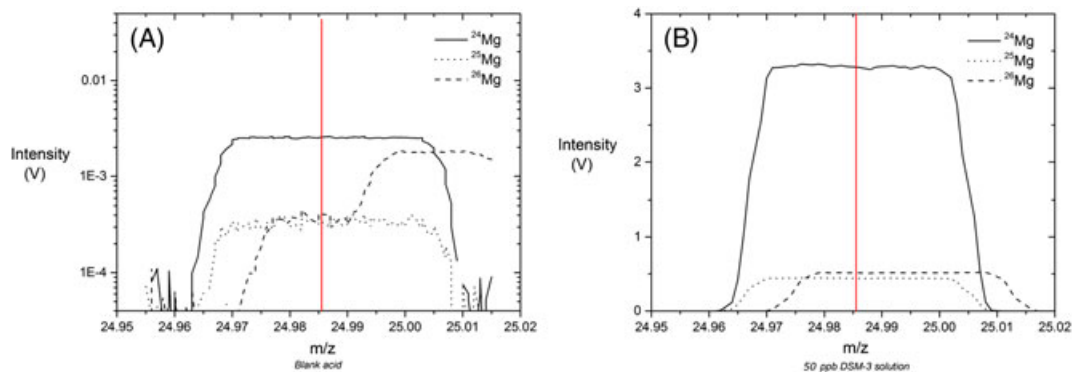 (A)
²⁴Mg
²⁵Mg
²⁶Mg
0.01
1E-3
1E-4
Intensity
(V)
24.95 24.96 24.97 24.98 24.99 25.00 25.01 25.02
m/z
Blank acid
(B)
²⁴Mg
²⁵Mg
²⁶Mg
4
3
2
1
0
Intensity
(V)
24.95 24.96 24.97 24.98 24.99 25.00 25.01 25.02
m/z
50 ppb DSM-3 solution